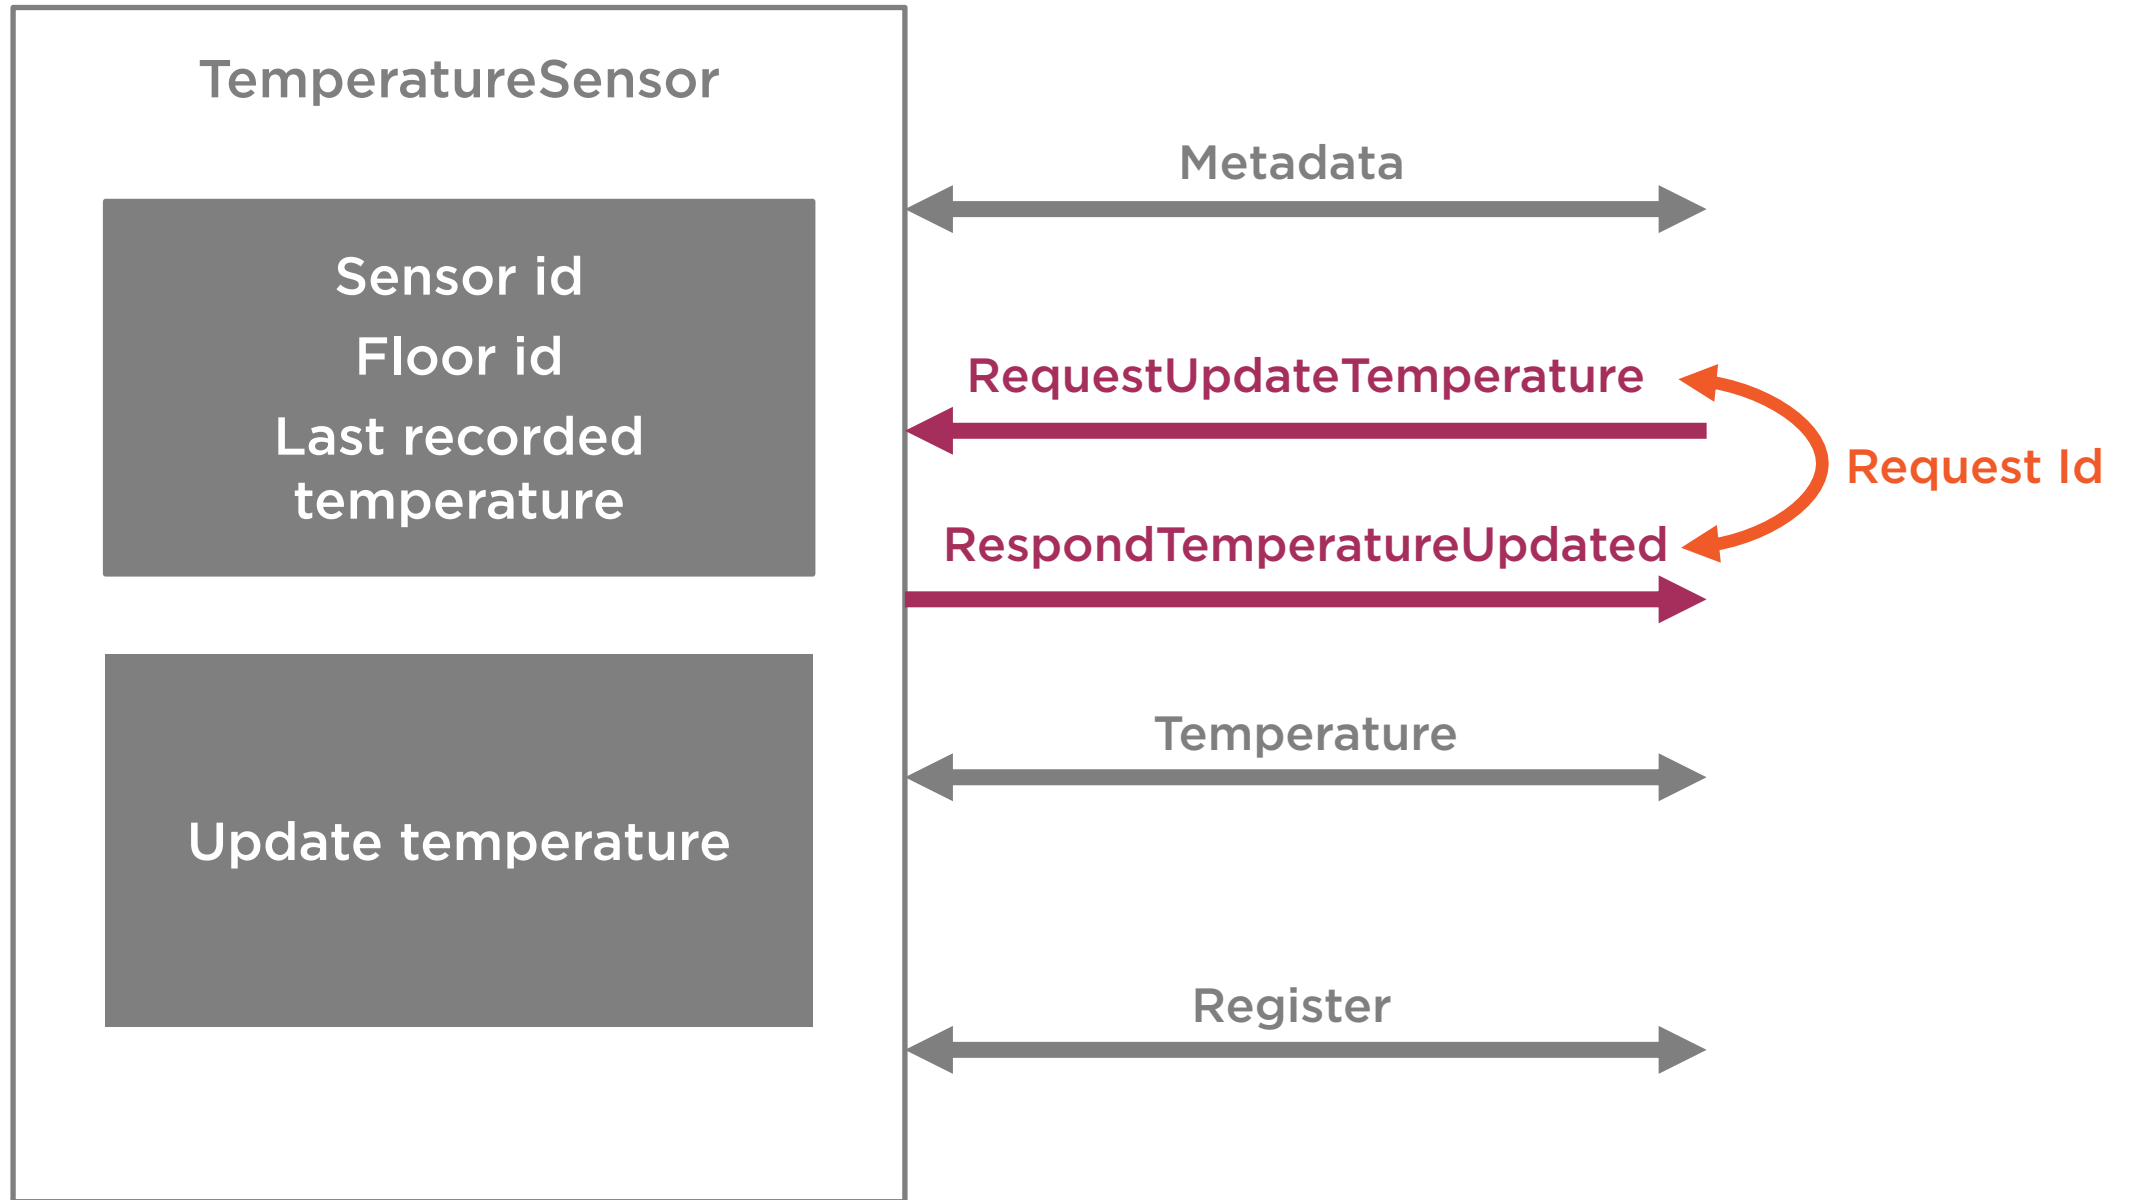 TemperatureSensor
Sensor id
Floor id
Last recorded
temperature
Update temperature
Metadata
RequestUpdateTemperature
Request Id
RespondTemperatureUpdated
Temperature
Register